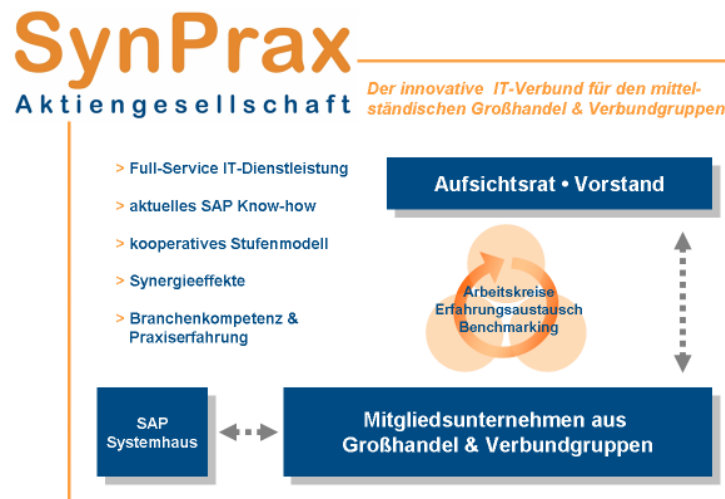 SynPrax
Aktiengesellschaft
Der innovative IT-Verbund für den mittel-
ständischen Großhandel & Verbundgruppen
> Full-Service IT-Dienstleistung
> aktuelles SAP Know-how
> kooperatives Stufenmodell
> Synergieeffekte
> Branchenkompetenz &
Praxiserfahrung
Aufsichtsrat • Vorstand
Arbeitskreise
Erfahrungsaustausch
Benchmarking
SAP
Systemhaus
Mitgliedsunternehmen aus
Großhandel & Verbundgruppen